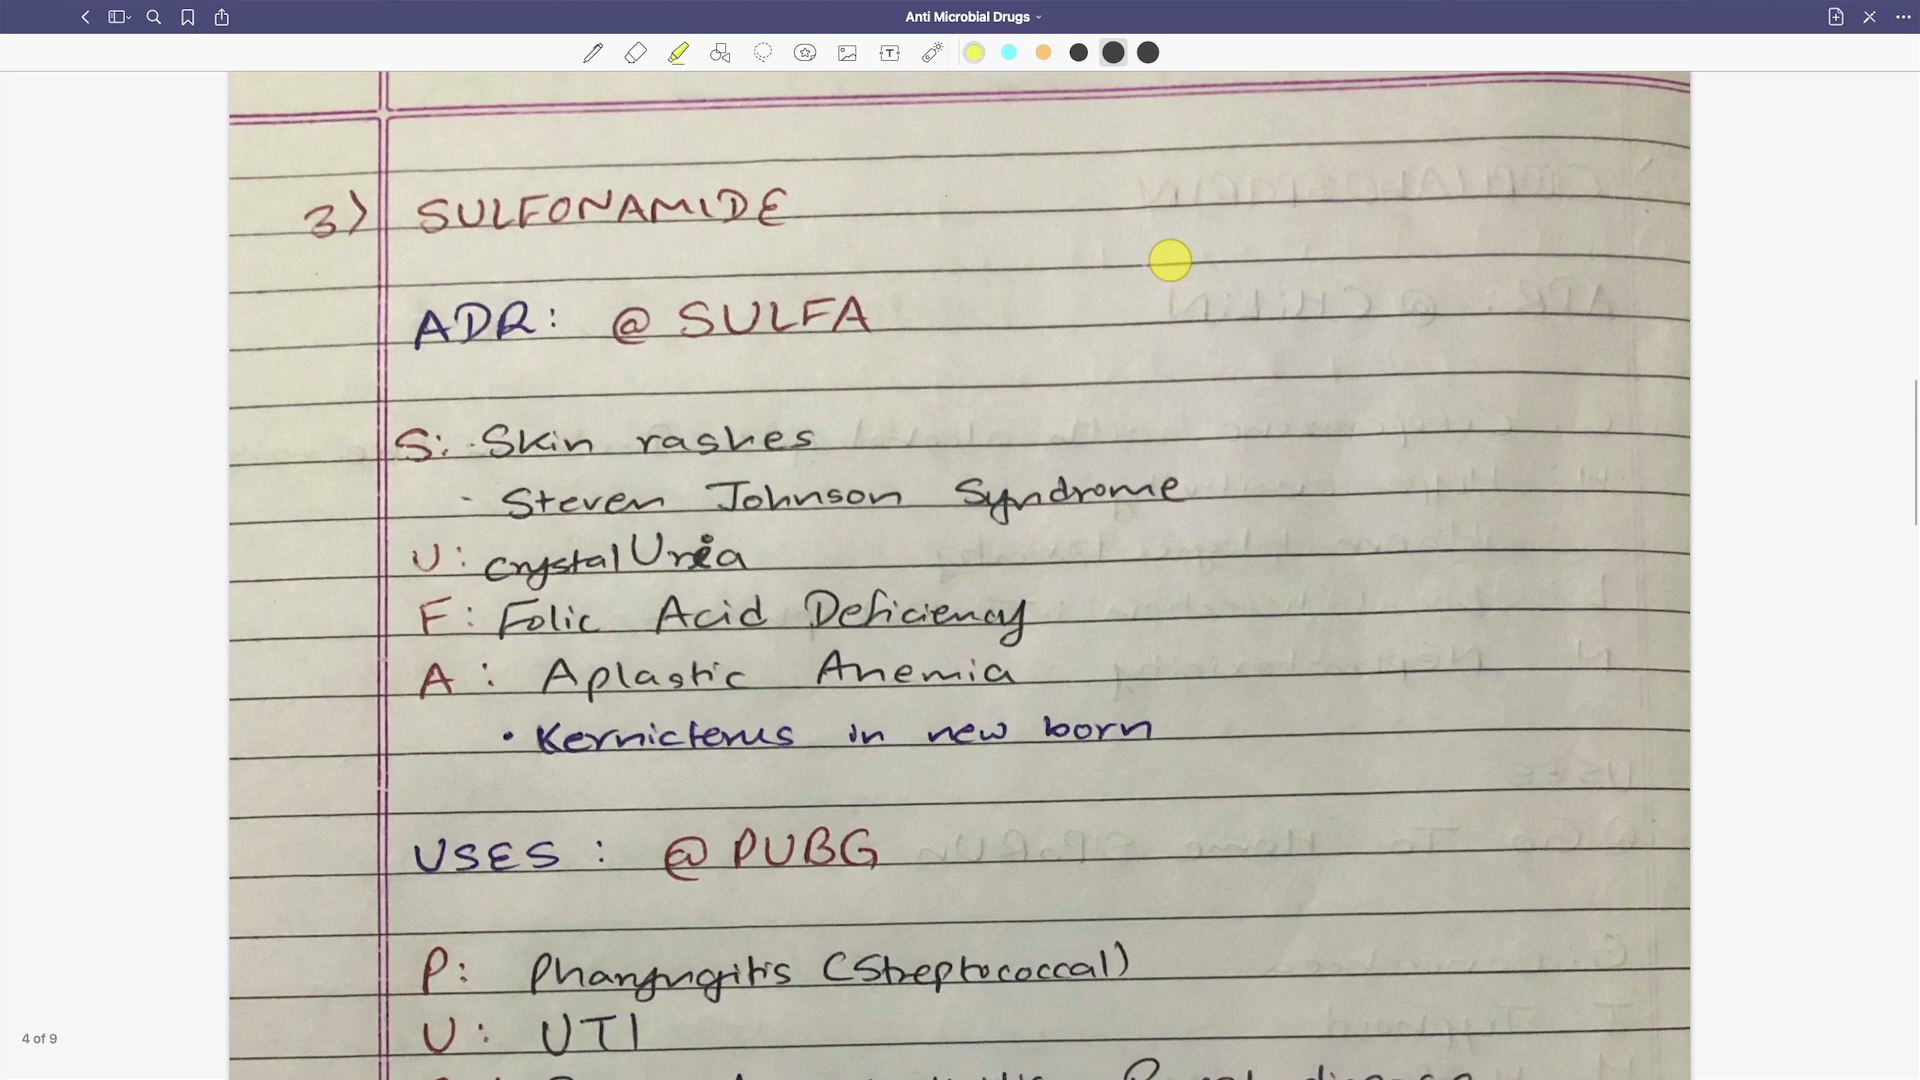 Anti Microbial Drugs
3) SULFONAMIDE
ADR: @ SULFA
S: · Skin rashes
- Steven Johnson Syndrome
U: crystalUria
F: Folic Acid Deficiency
A: Aplastic Anemia
• Kernicterus in new born
USES: @ PUBG
P: Pharyngitis (Streptococcal)
U: UTI
4 of 9